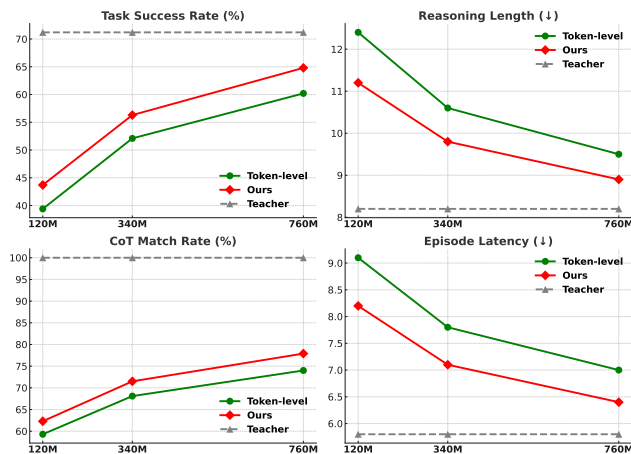 Task Success Rate (%)
70
65
60
55
50
45
40
120M 340M 760M
Token-level
Ours
Teacher
Reasoning Length (↓)
12
11
10
9
8
120M 340M 760M
Token-level
Ours
Teacher
CoT Match Rate (%)
100
95
90
85
80
75
70
65
60
120M 340M 760M
Token-level
Ours
Teacher
Episode Latency (↓)
9.0
8.5
8.0
7.5
7.0
6.5
6.0
120M 340M 760M
Token-level
Ours
Teacher